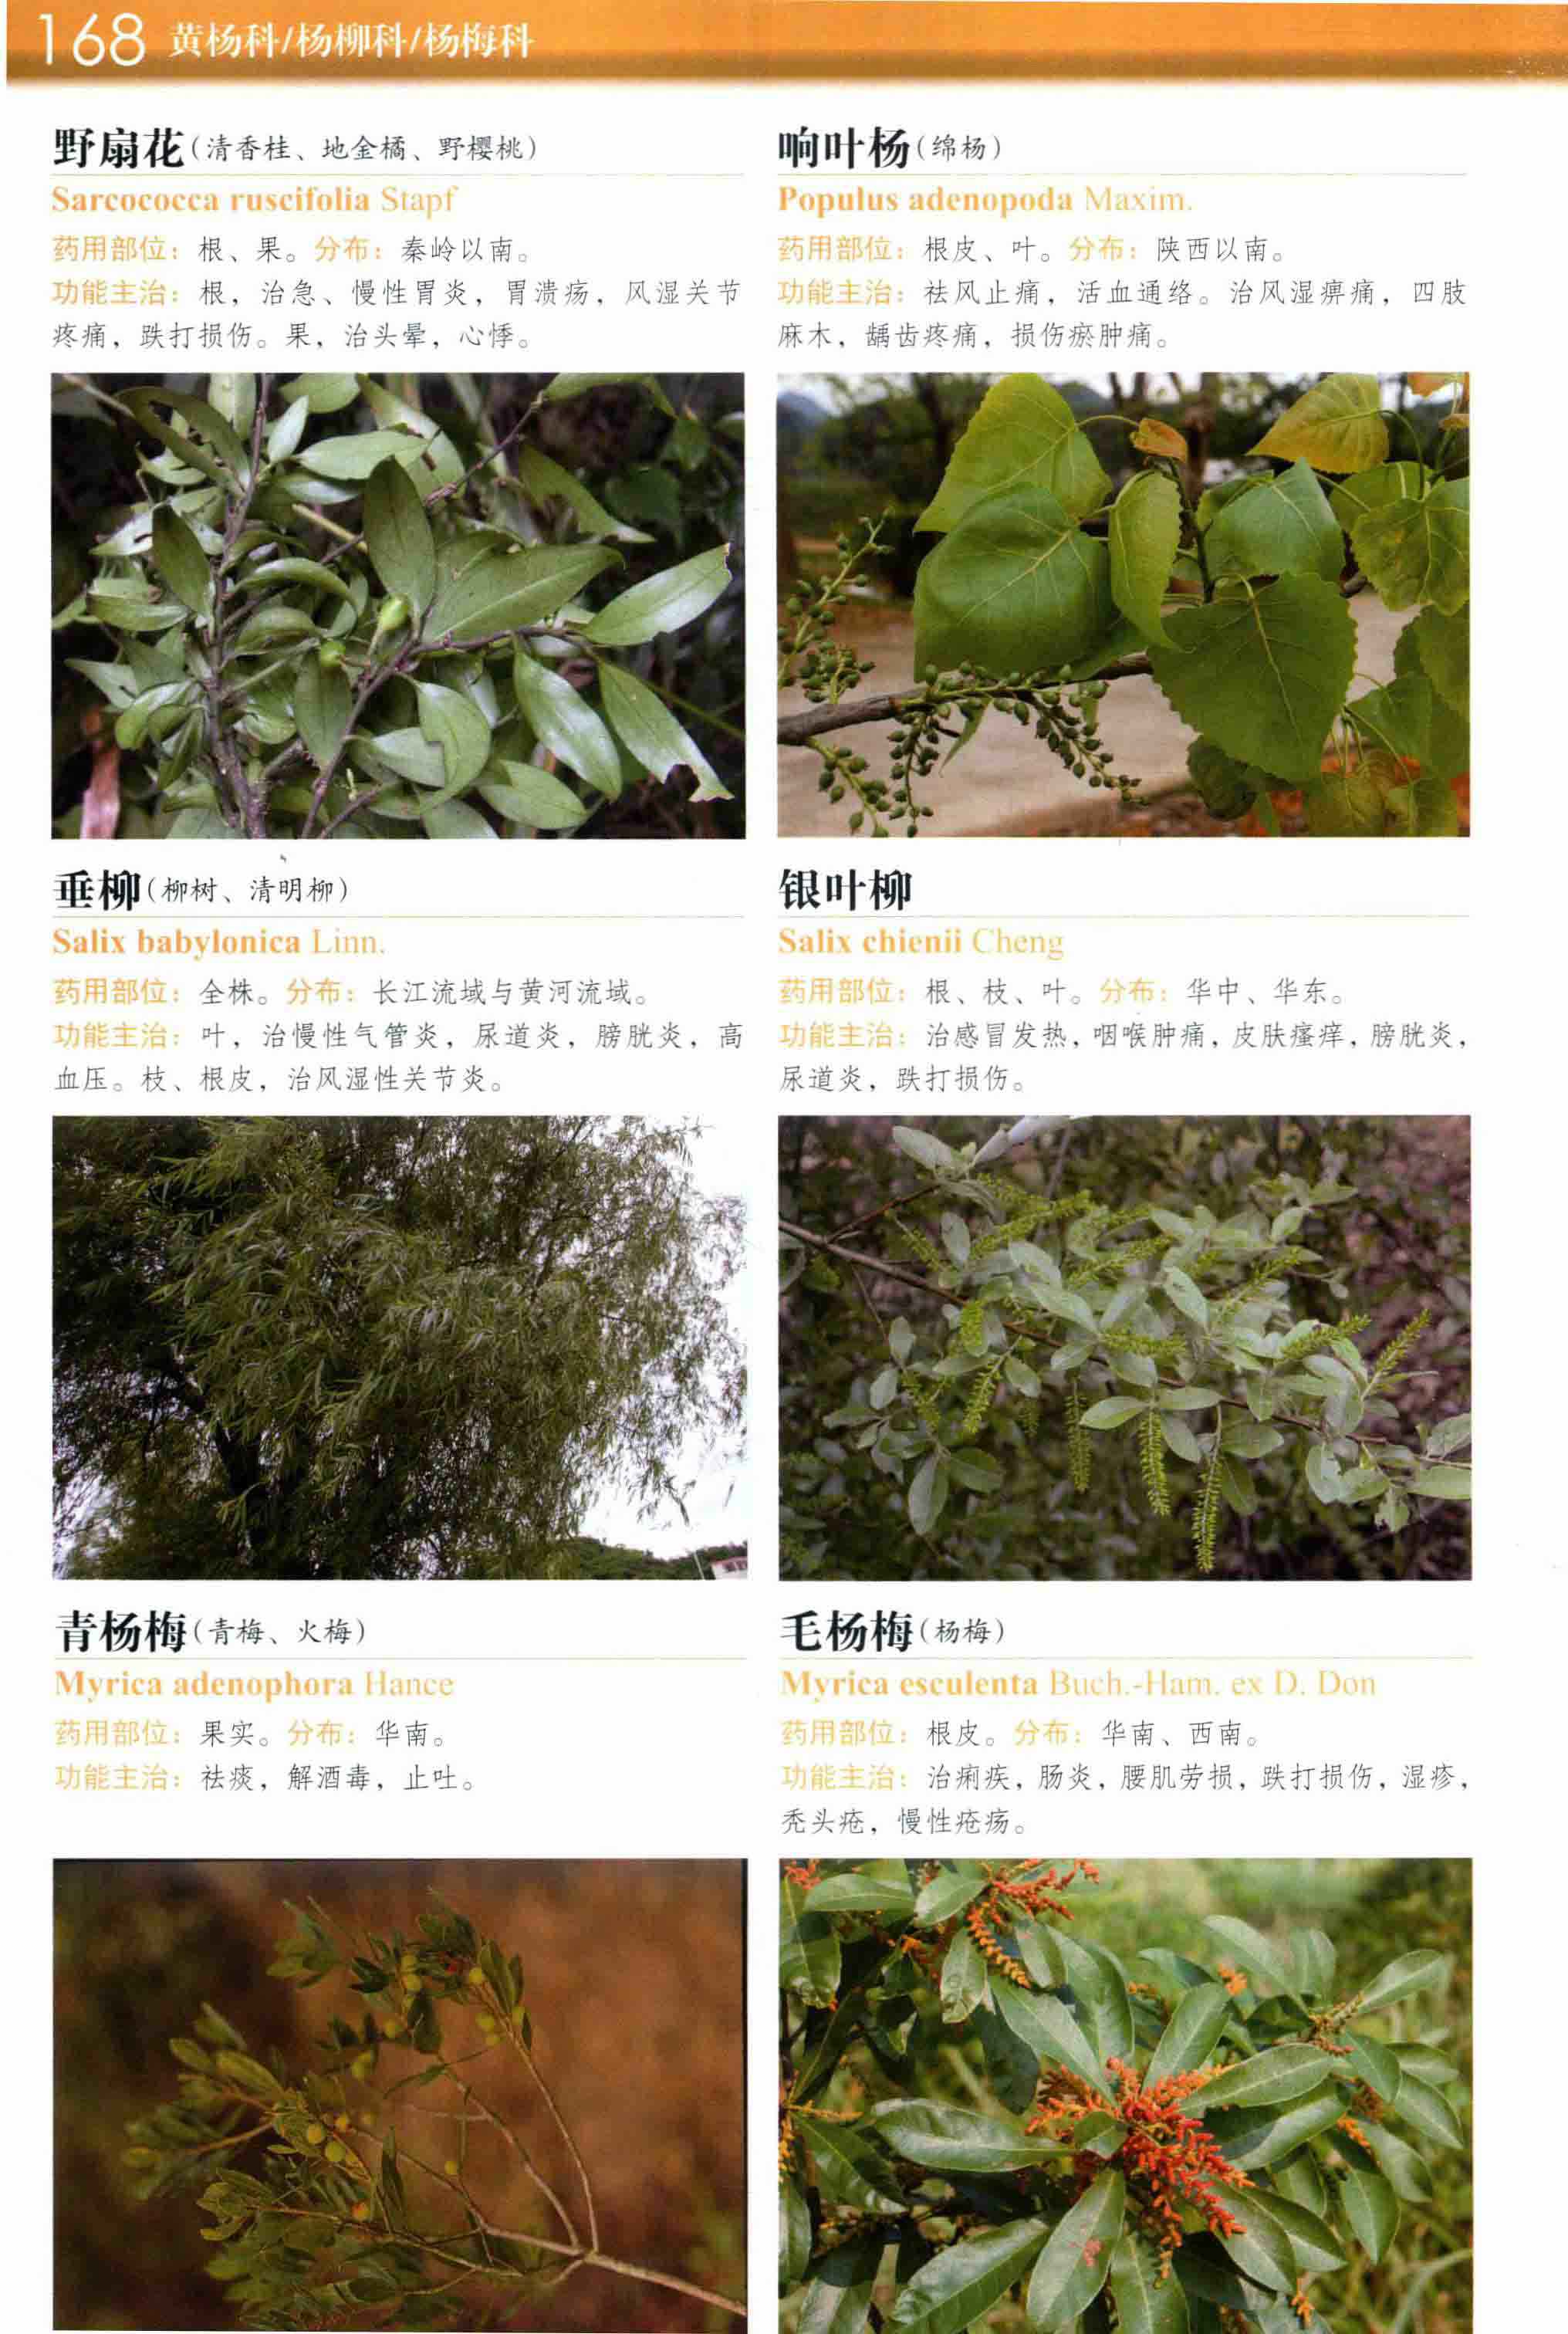 168 黄杨科/杨柳科/杨梅科
野扇花(清香桂、地金橘、野樱桃)
Sarcococca ruscifolia Stapf
药用部位：根、果。分布：秦岭以南。
功能主治：根，治急、慢性胃炎，胃溃疡，风湿关节
疼痛，跌打损伤。果，治头晕，心悸。
响叶杨(绵杨)
Populus adenopoda Maxim.
药用部位：根皮、叶。分布：陕西以南。
功能主治：祛风止痛，活血通络。治风湿痹痛，四肢
麻木，龋齿疼痛，损伤瘀肿痛。
垂柳(柳树、清明柳)
Salix babylonica Linn.
药用部位：全株。分布：长江流域与黄河流域。
功能主治：叶，治慢性气管炎，尿道炎，膀胱炎，高
血压。枝、根皮，治风湿性关节炎。
银叶柳
Salix chienii Cheng
药用部位：根、枝、叶。分布：华中、华东。
功能主治：治感冒发热，咽喉肿痛，皮肤瘙痒，膀胱炎，
尿道炎，跌打损伤。
青杨梅(青梅、火梅)
Myrica adenophora Hance
药用部位：果实。分布：华南。
功能主治：祛痰，解酒毒，止吐。
毛杨梅(杨梅)
Myrica esculenta Buch.-Ham. ex D. Don
药用部位：根皮。分布：华南、西南。
功能主治：治痢疾，肠炎，腰肌劳损，跌打损伤，湿疹，
秃头疮，慢性疮疡。